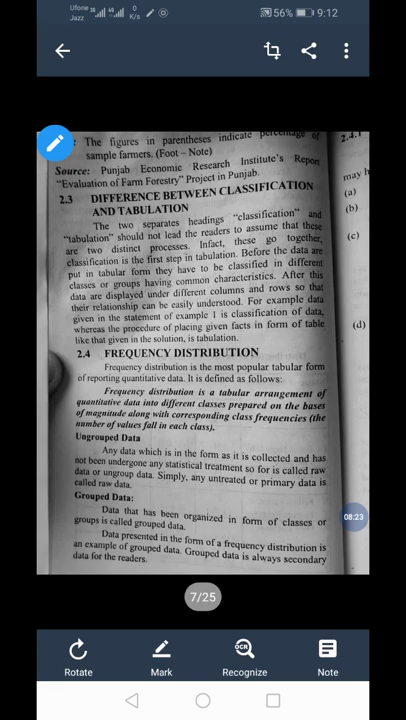 Ufone
Jazz
3G
4G
0
K/s
56%
9:12
: The figures in parentheses indicate percentage of
sample farmers. (Foot – Note)
Source: Punjab Economic Research Institute's Report
"Evaluation of Farm Forestry" Project in Punjab.
2.3 DIFFERENCE BETWEEN CLASSIFICATION
AND TABULATION
The two separates headings "classification" and
"tabulation" should not lead the readers to assume that these
are two distinct processes. Infact, these go together,
classification is the first step in tabulation. Before the data are
put in tabular form they have to be classified in different
classes or groups having common characteristics. After this
data are displayed under different columns and rows so that
their relationship can be easily understood. For example data
given in the statement of example 1 is classification of data,
whereas the procedure of placing given facts in form of table
like that given in the solution, is tabulation.
2.4 FREQUENCY DISTRIBUTION
Frequency distribution is the most popular tabular form
of reporting quantitative data. It is defined as follows:
Frequency distribution is a tabular arrangement of
quantitative data into different classes prepared on the bases
of magnitude along with corresponding class frequencies (the
number of values fall in each class).
Ungrouped Data
Any data which is in the form as it is collected and has
not been undergone any statistical treatment so for is called raw
data or ungroup data. Simply, any untreated or primary data is
called raw data.
Grouped Data:
Data that has been organized in form of classes or
groups is called grouped data.
Data presented in the form of a frequency distribution is
an example of grouped data. Grouped data is always secondary
data for the readers.
2.4.1
may h
(a)
(b)
(c)
(d)
08:23
7/25
Rotate
Mark
OCR
Recognize
Note